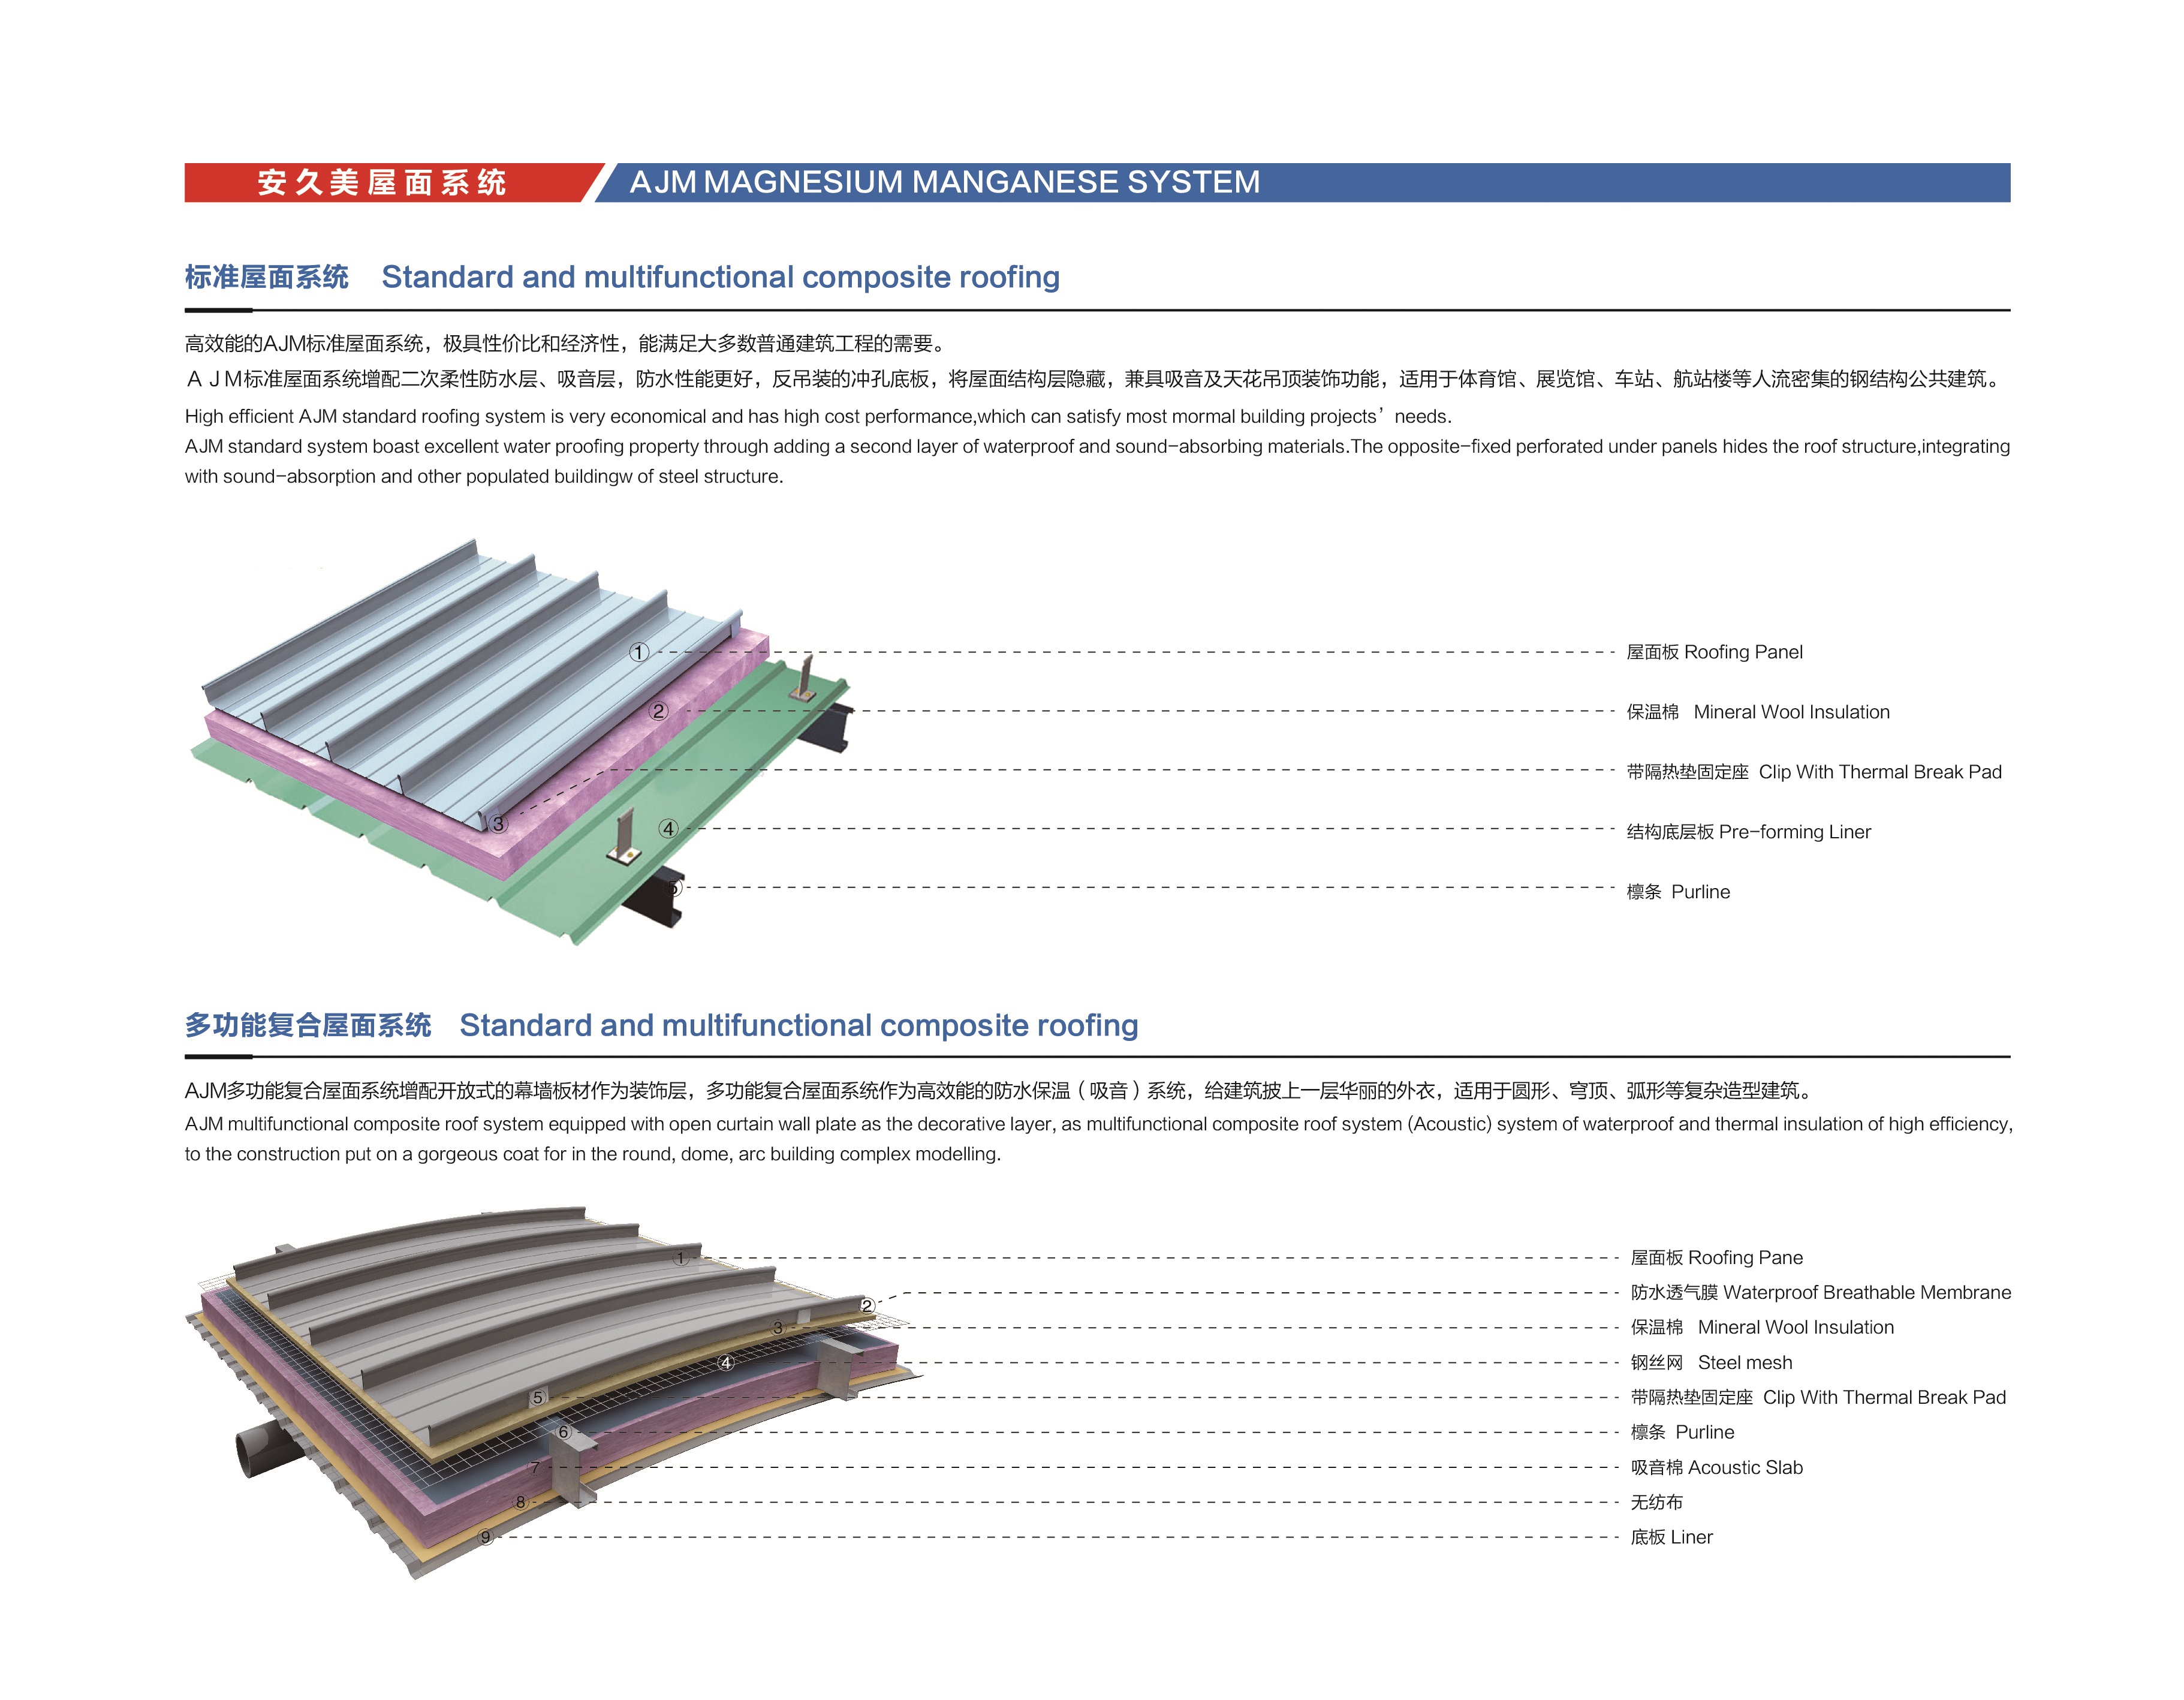 安久美屋面系统 AJM MAGNESIUM MANGANESE SYSTEM
标准屋面系统 Standard and multifunctional composite roofing
高效能的AJM标准屋面系统，极具性价比和经济性，能满足大多数普通建筑工程的需要。
AJM标准屋面系统增配二次柔性防水层、吸音层，防水性能更好，反吊装的冲孔底板，将屋面结构层隐藏，兼具吸音及天花吊顶装饰功能，适用于体育馆、展览馆、车站、航站楼等人流密集的钢结构公共建筑。
High efficient AJM standard roofing system is very economical and has high cost performance,which can satisfy most mormal building projects’ needs.
AJM standard system boast excellent water proofing property through adding a second layer of waterproof and sound-absorbing materials.The opposite-fixed perforated under panels hides the roof structure,integrating
with sound-absorption and other populated buildingw of steel structure.
① 屋面板 Roofing Panel
② 保温棉 Mineral Wool Insulation
③ 带隔热垫固定座 Clip With Thermal Break Pad
④ 结构底层板 Pre-forming Liner
⑤ 檩条 Purline
多功能复合屋面系统 Standard and multifunctional composite roofing
AJM多功能复合屋面系统增配开放式的幕墙板材作为装饰层，多功能复合屋面系统作为高效能的防水保温（吸音）系统，给建筑披上一层华丽的外衣，适用于圆形、穹顶、弧形等复杂造型建筑。
AJM multifunctional composite roof system equipped with open curtain wall plate as the decorative layer, as multifunctional composite roof system (Acoustic) system of waterproof and thermal insulation of high efficiency,
to the construction put on a gorgeous coat for in the round, dome, arc building complex modelling.
① 屋面板 Roofing Pane
② 防水透气膜 Waterproof Breathable Membrane
③ 保温棉 Mineral Wool Insulation
④ 钢丝网 Steel mesh
⑤ 带隔热垫固定座 Clip With Thermal Break Pad
⑥ 檩条 Purline
⑦ 吸音棉 Acoustic Slab
⑧ 无纺布
⑨ 底板 Liner